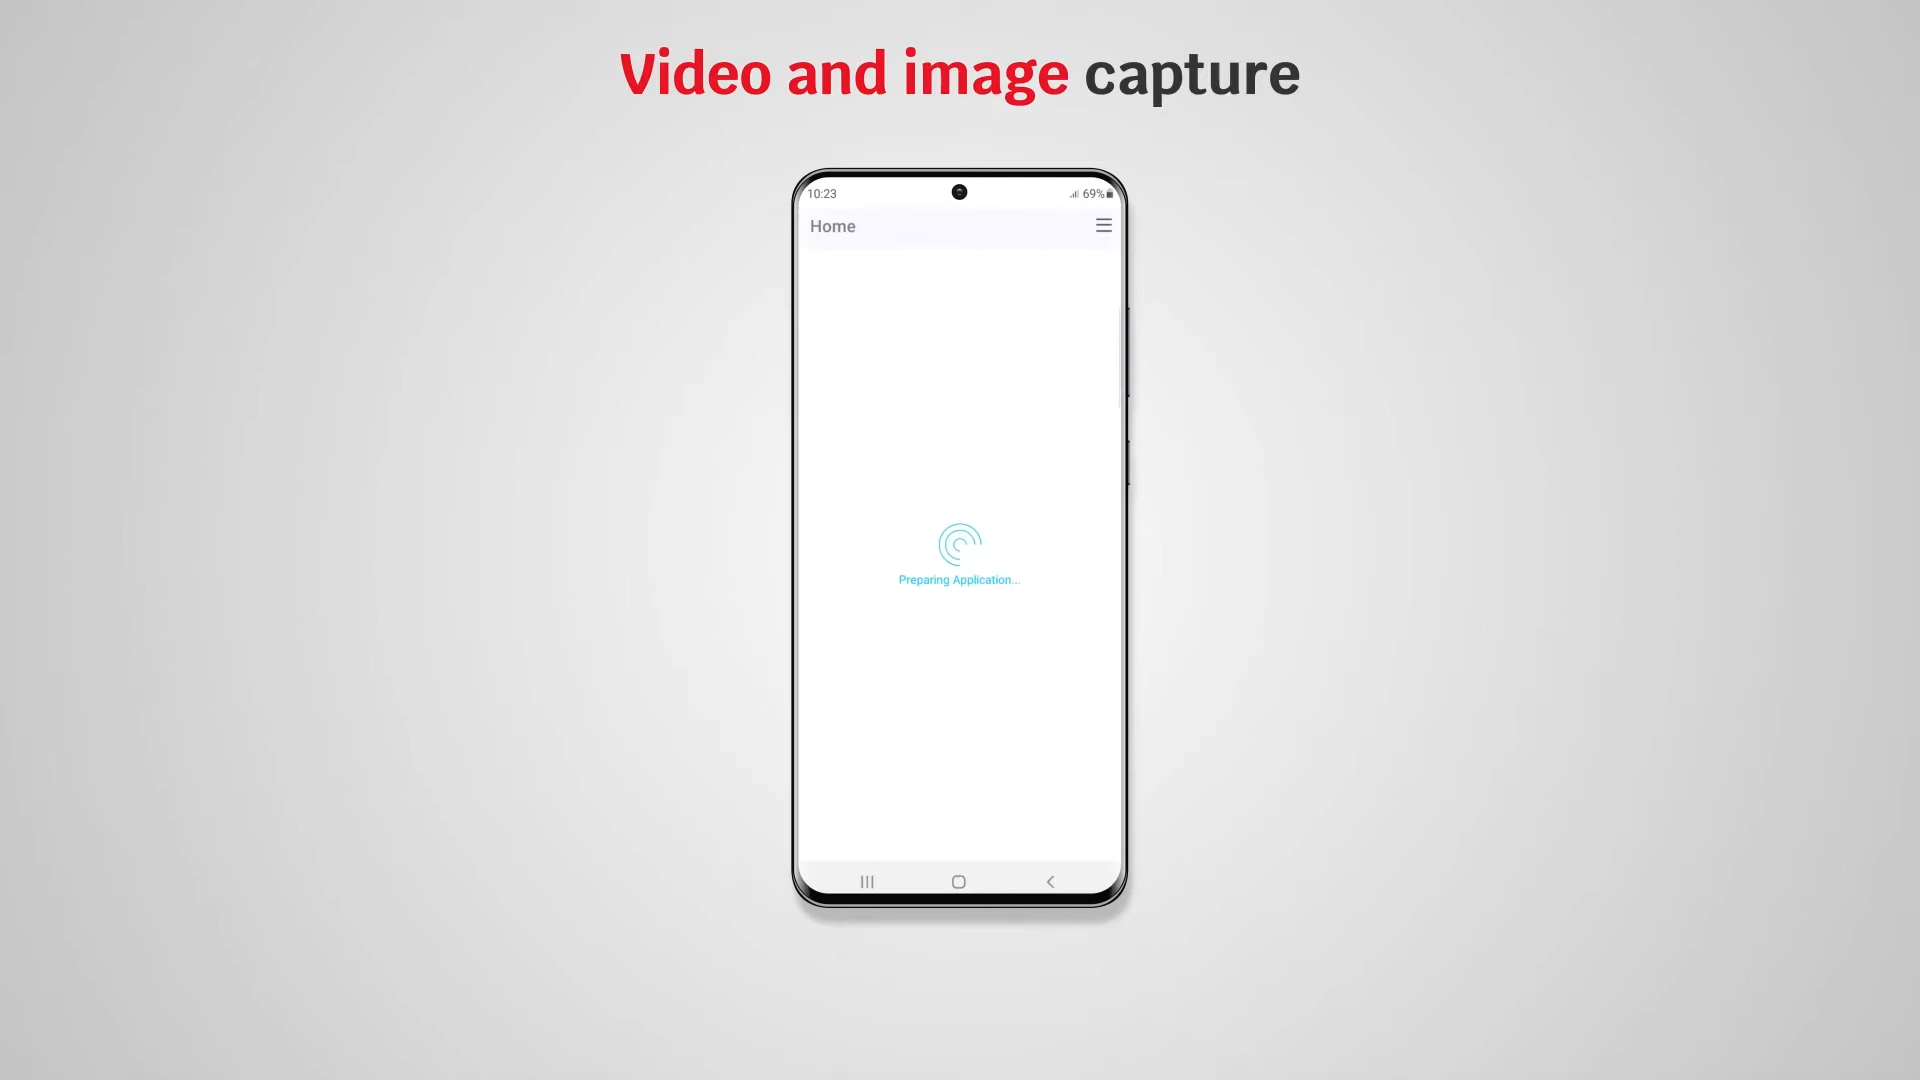 Video and image capture
10:23
69%
Home
Preparing Application...